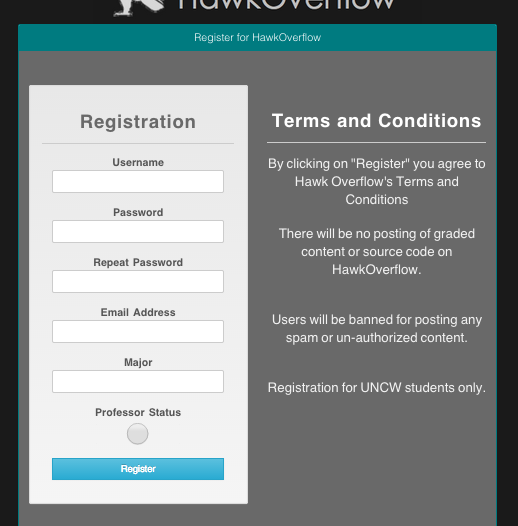 HawkOverflow
Register for HawkOverflow
Registration
Username
Password
Repeat Password
Email Address
Major
Professor Status
Register
Terms and Conditions
By clicking on "Register" you agree to
Hawk Overflow's Terms and
Conditions
There will be no posting of graded
content or source code on
HawkOverflow.
Users will be banned for posting any
spam or un-authorized content.
Registration for UNCW students only.